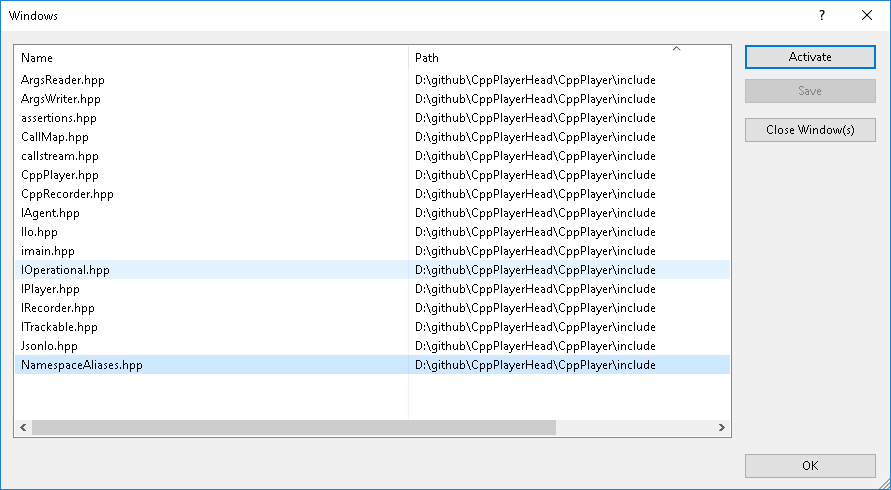 Windows
Name Path
ArgsReader.hpp D:\github\CppPlayerHead\CppPlayer\include
ArgsWriter.hpp D:\github\CppPlayerHead\CppPlayer\include
assertions.hpp D:\github\CppPlayerHead\CppPlayer\include
CallMap.hpp D:\github\CppPlayerHead\CppPlayer\include
callstream.hpp D:\github\CppPlayerHead\CppPlayer\include
CppPlayer.hpp D:\github\CppPlayerHead\CppPlayer\include
CppRecorder.hpp D:\github\CppPlayerHead\CppPlayer\include
IAgent.hpp D:\github\CppPlayerHead\CppPlayer\include
IIo.hpp D:\github\CppPlayerHead\CppPlayer\include
imain.hpp D:\github\CppPlayerHead\CppPlayer\include
IOperational.hpp D:\github\CppPlayerHead\CppPlayer\include
IPlayer.hpp D:\github\CppPlayerHead\CppPlayer\include
IRecorder.hpp D:\github\CppPlayerHead\CppPlayer\include
ITrackable.hpp D:\github\CppPlayerHead\CppPlayer\include
JsonIo.hpp D:\github\CppPlayerHead\CppPlayer\include
NamespaceAliases.hpp D:\github\CppPlayerHead\CppPlayer\include
Activate
Save
Close Window(s)
OK